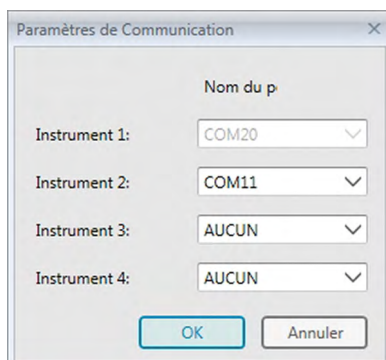 Paramètres de Communication
Nom du p
Instrument 1: COM20
Instrument 2: COM11
Instrument 3: AUCUN
Instrument 4: AUCUN
OK Annuler